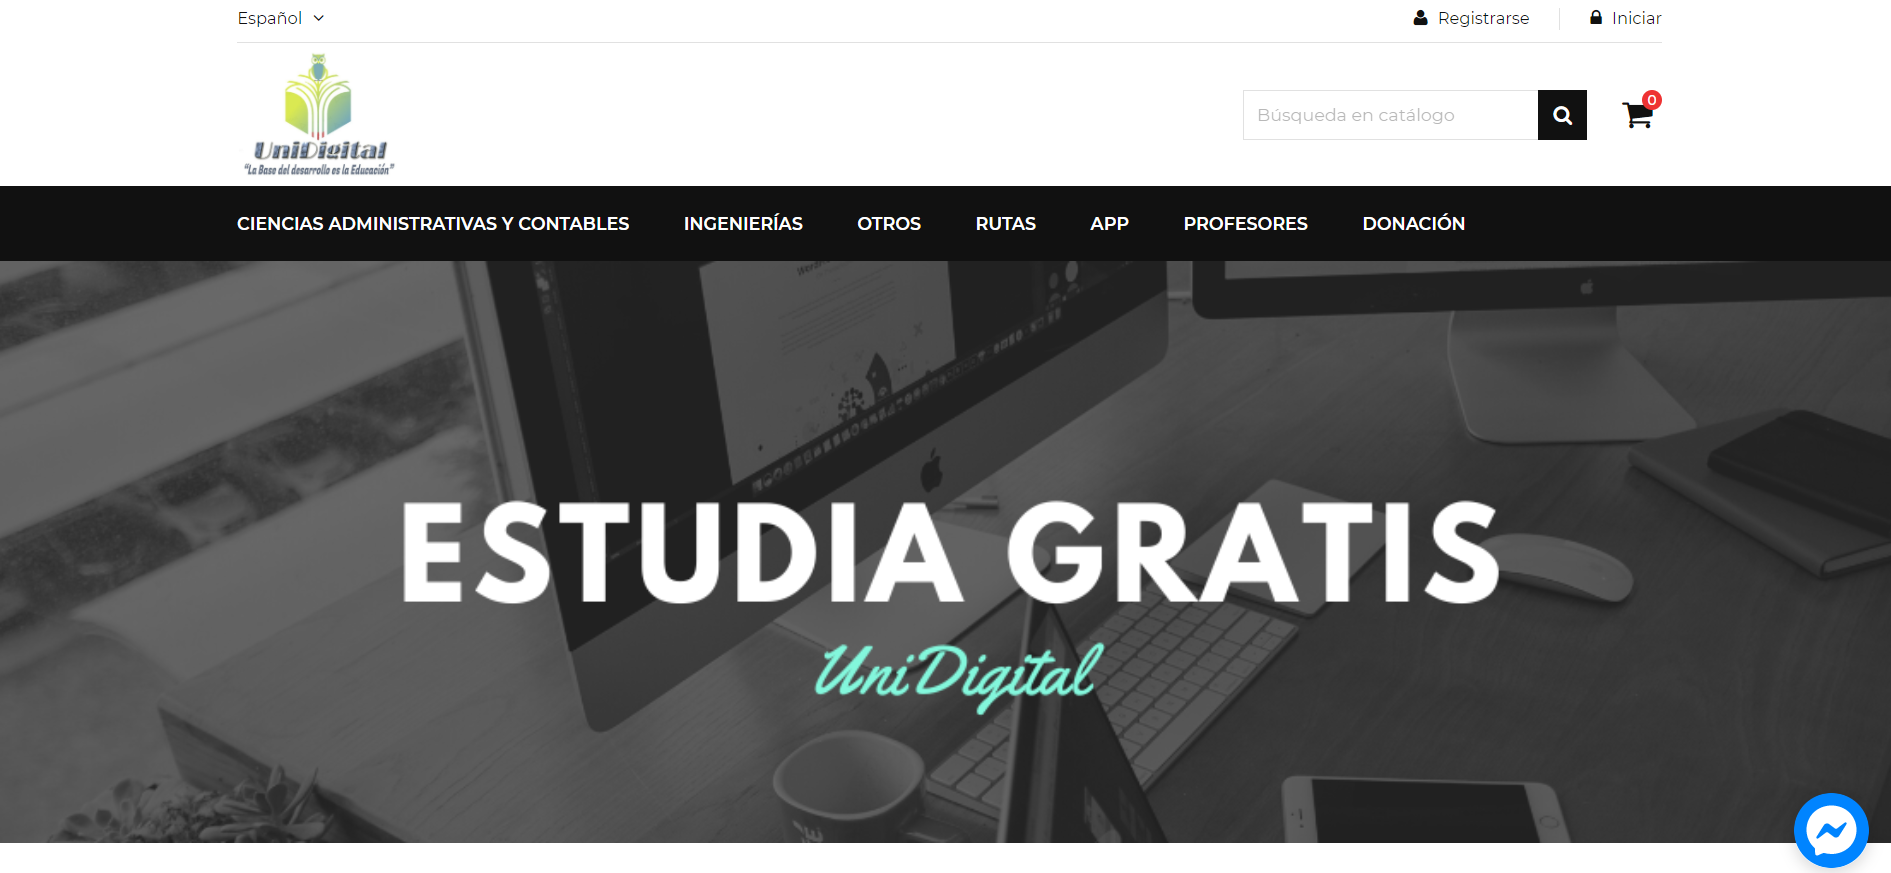 Español
Registrarse
Iniciar
UniDigital
"La Base del desarrollo es la Educación"
Búsqueda en catálogo
0
CIENCIAS ADMINISTRATIVAS Y CONTABLES
INGENIERÍAS
OTROS
RUTAS
APP
PROFESORES
DONACIÓN
ESTUDIA GRATIS
UniDigital